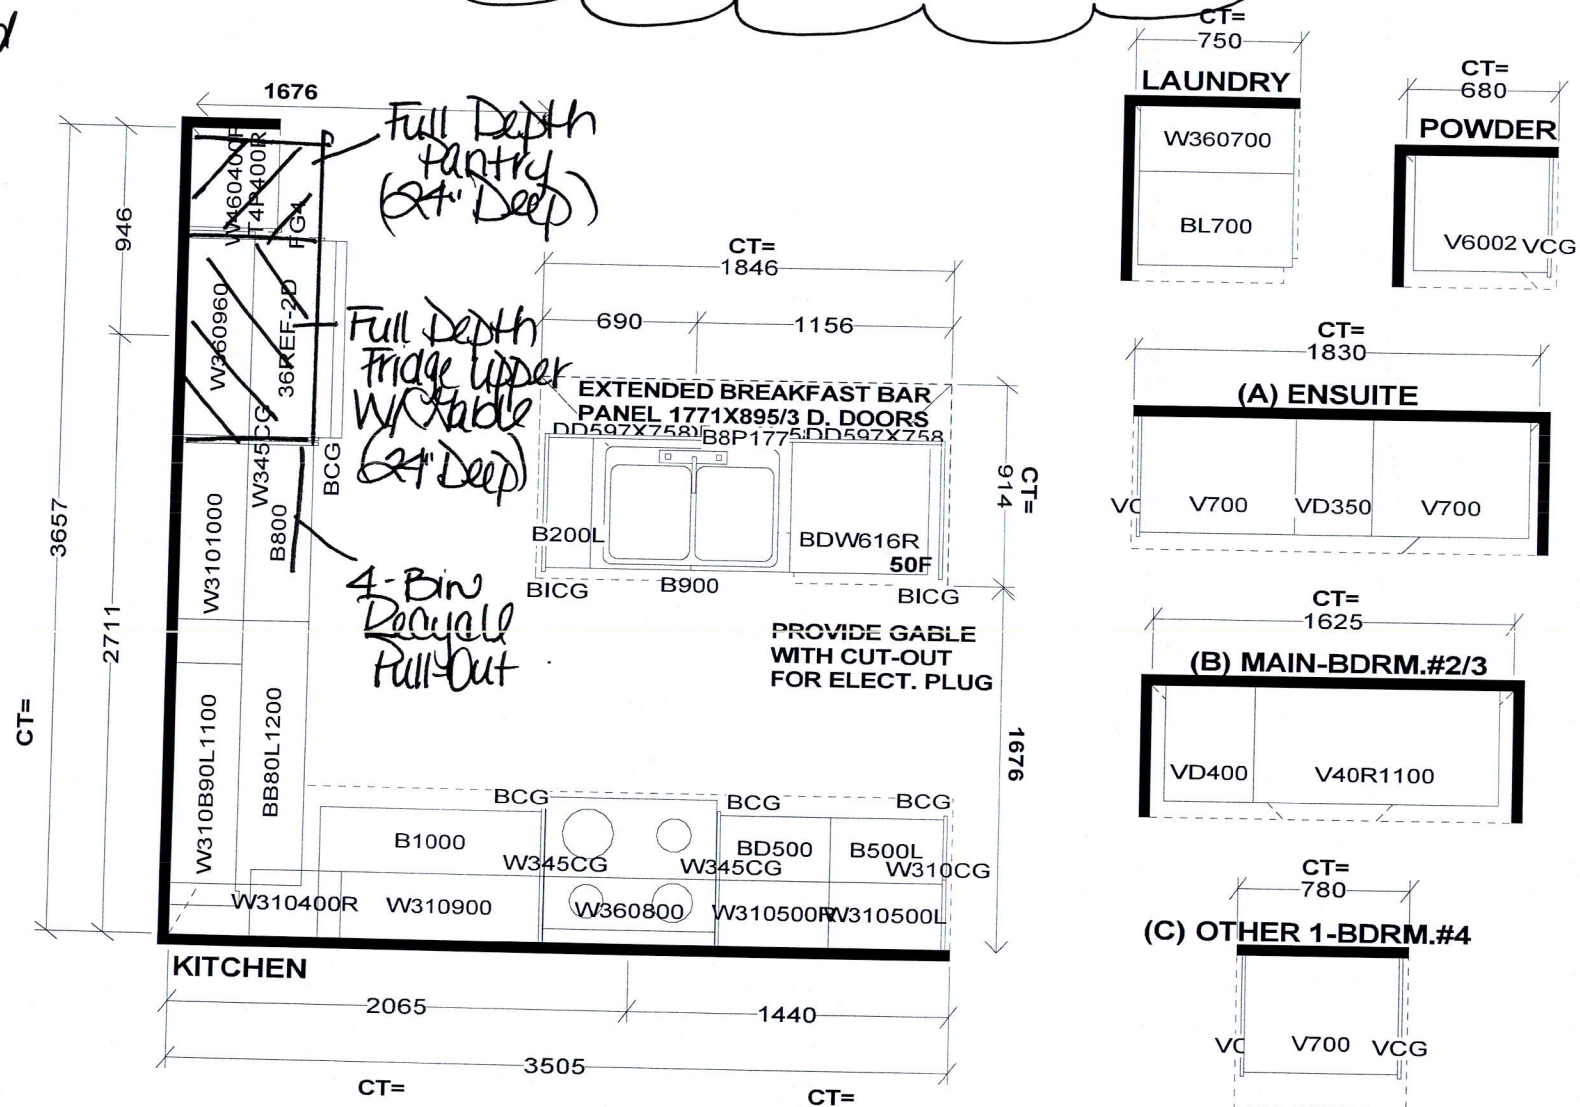 1676
Full Depth
Pantry
(24" Deep)
W460400F
T4P400R
FG4
946
W360960
36REF-2D
Full Depth
Fridge Upper
W/Gable
(24" Deep)
W345CG
BCG
W3101000
B800
3657
2711
4-Bin
Recycle
Pull-Out
CT=
W310B90L1100
BB80L1200
CT=
1846
690
1156
EXTENDED BREAKFAST BAR
PANEL 1771X895/3 D. DOORS
DD597X758 B8P1775 DD597X758
B200L
BDW616R
50F
BICG
B900
BICG
CT=
914
PROVIDE GABLE
WITH CUT-OUT
FOR ELECT. PLUG
1676
BCG
BCG
BCG
B1000
BD500
B500L
W345CG
W345CG
W310CG
W310400R
W310900
W360800
W310500R
W310500L
KITCHEN
2065
1440
3505
CT=
CT=
CT=
750
LAUNDRY
W360700
BL700
CT=
680
POWDER
V6002
VCG
CT=
1830
(A) ENSUITE
VC
V700
VD350
V700
CT=
1625
(B) MAIN-BDRM.#2/3
VD400
V40R1100
CT=
780
(C) OTHER 1-BDRM.#4
VC
V700
VCG